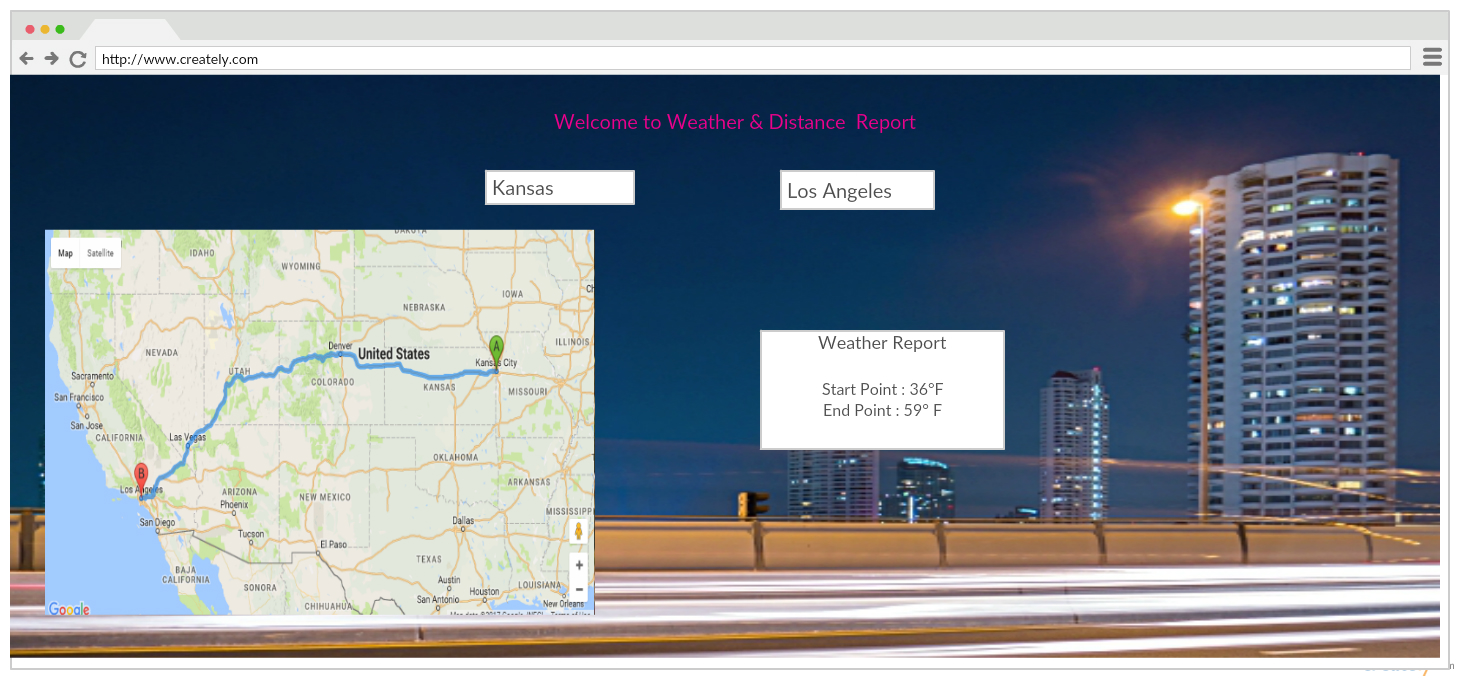 http://www.creately.com
Welcome to Weather & Distance Report
Kansas
Los Angeles
Map Satellite
IDAHO
WYOMING
IOWA
NEBRASKA
ILLINOIS
NEVADA
Denver
United States
A
Kansas City
UTAH
COLORADO
KANSAS
MISSOURI
Sacramento
San Francisco
San Jose
CALIFORNIA
Las Vegas
OKLAHOMA
ARKANSAS
B
Los Angeles
ARIZONA
NEW MEXICO
Phoenix
MISSISSIPPI
San Diego
Dallas
Tucson
El Paso
TEXAS
BAJA
CALIFORNIA
SONORA
Austin
Houston
LOUISIANA
San Antonio
New Orleans
CHIHUAHUA
Google
Weather Report
Start Point : 36°F
End Point : 59° F